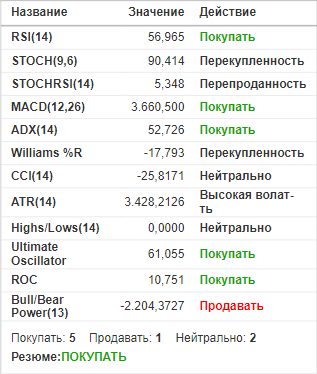 Название Значение Действие
RSI(14) 56,965 Покупать
STOCH(9,6) 90,414 Перекупленность
STOCHRSI(14) 5,348 Перепроданность
MACD(12,26) 3.660,500 Покупать
ADX(14) 52,726 Покупать
Williams %R -17,793 Перекупленность
CCI(14) -25,8171 Нейтрально
ATR(14) 3.428,2126 Высокая волат-
ть
Highs/Lows(14) 0,0000 Нейтрально
Ultimate
Oscillator 61,055 Покупать
ROC 10,751 Покупать
Bull/Bear
Power(13) -2.204,3727 Продавать
Покупать: 5 Продавать: 1 Нейтрально: 2
Резюме:ПОКУПАТЬ